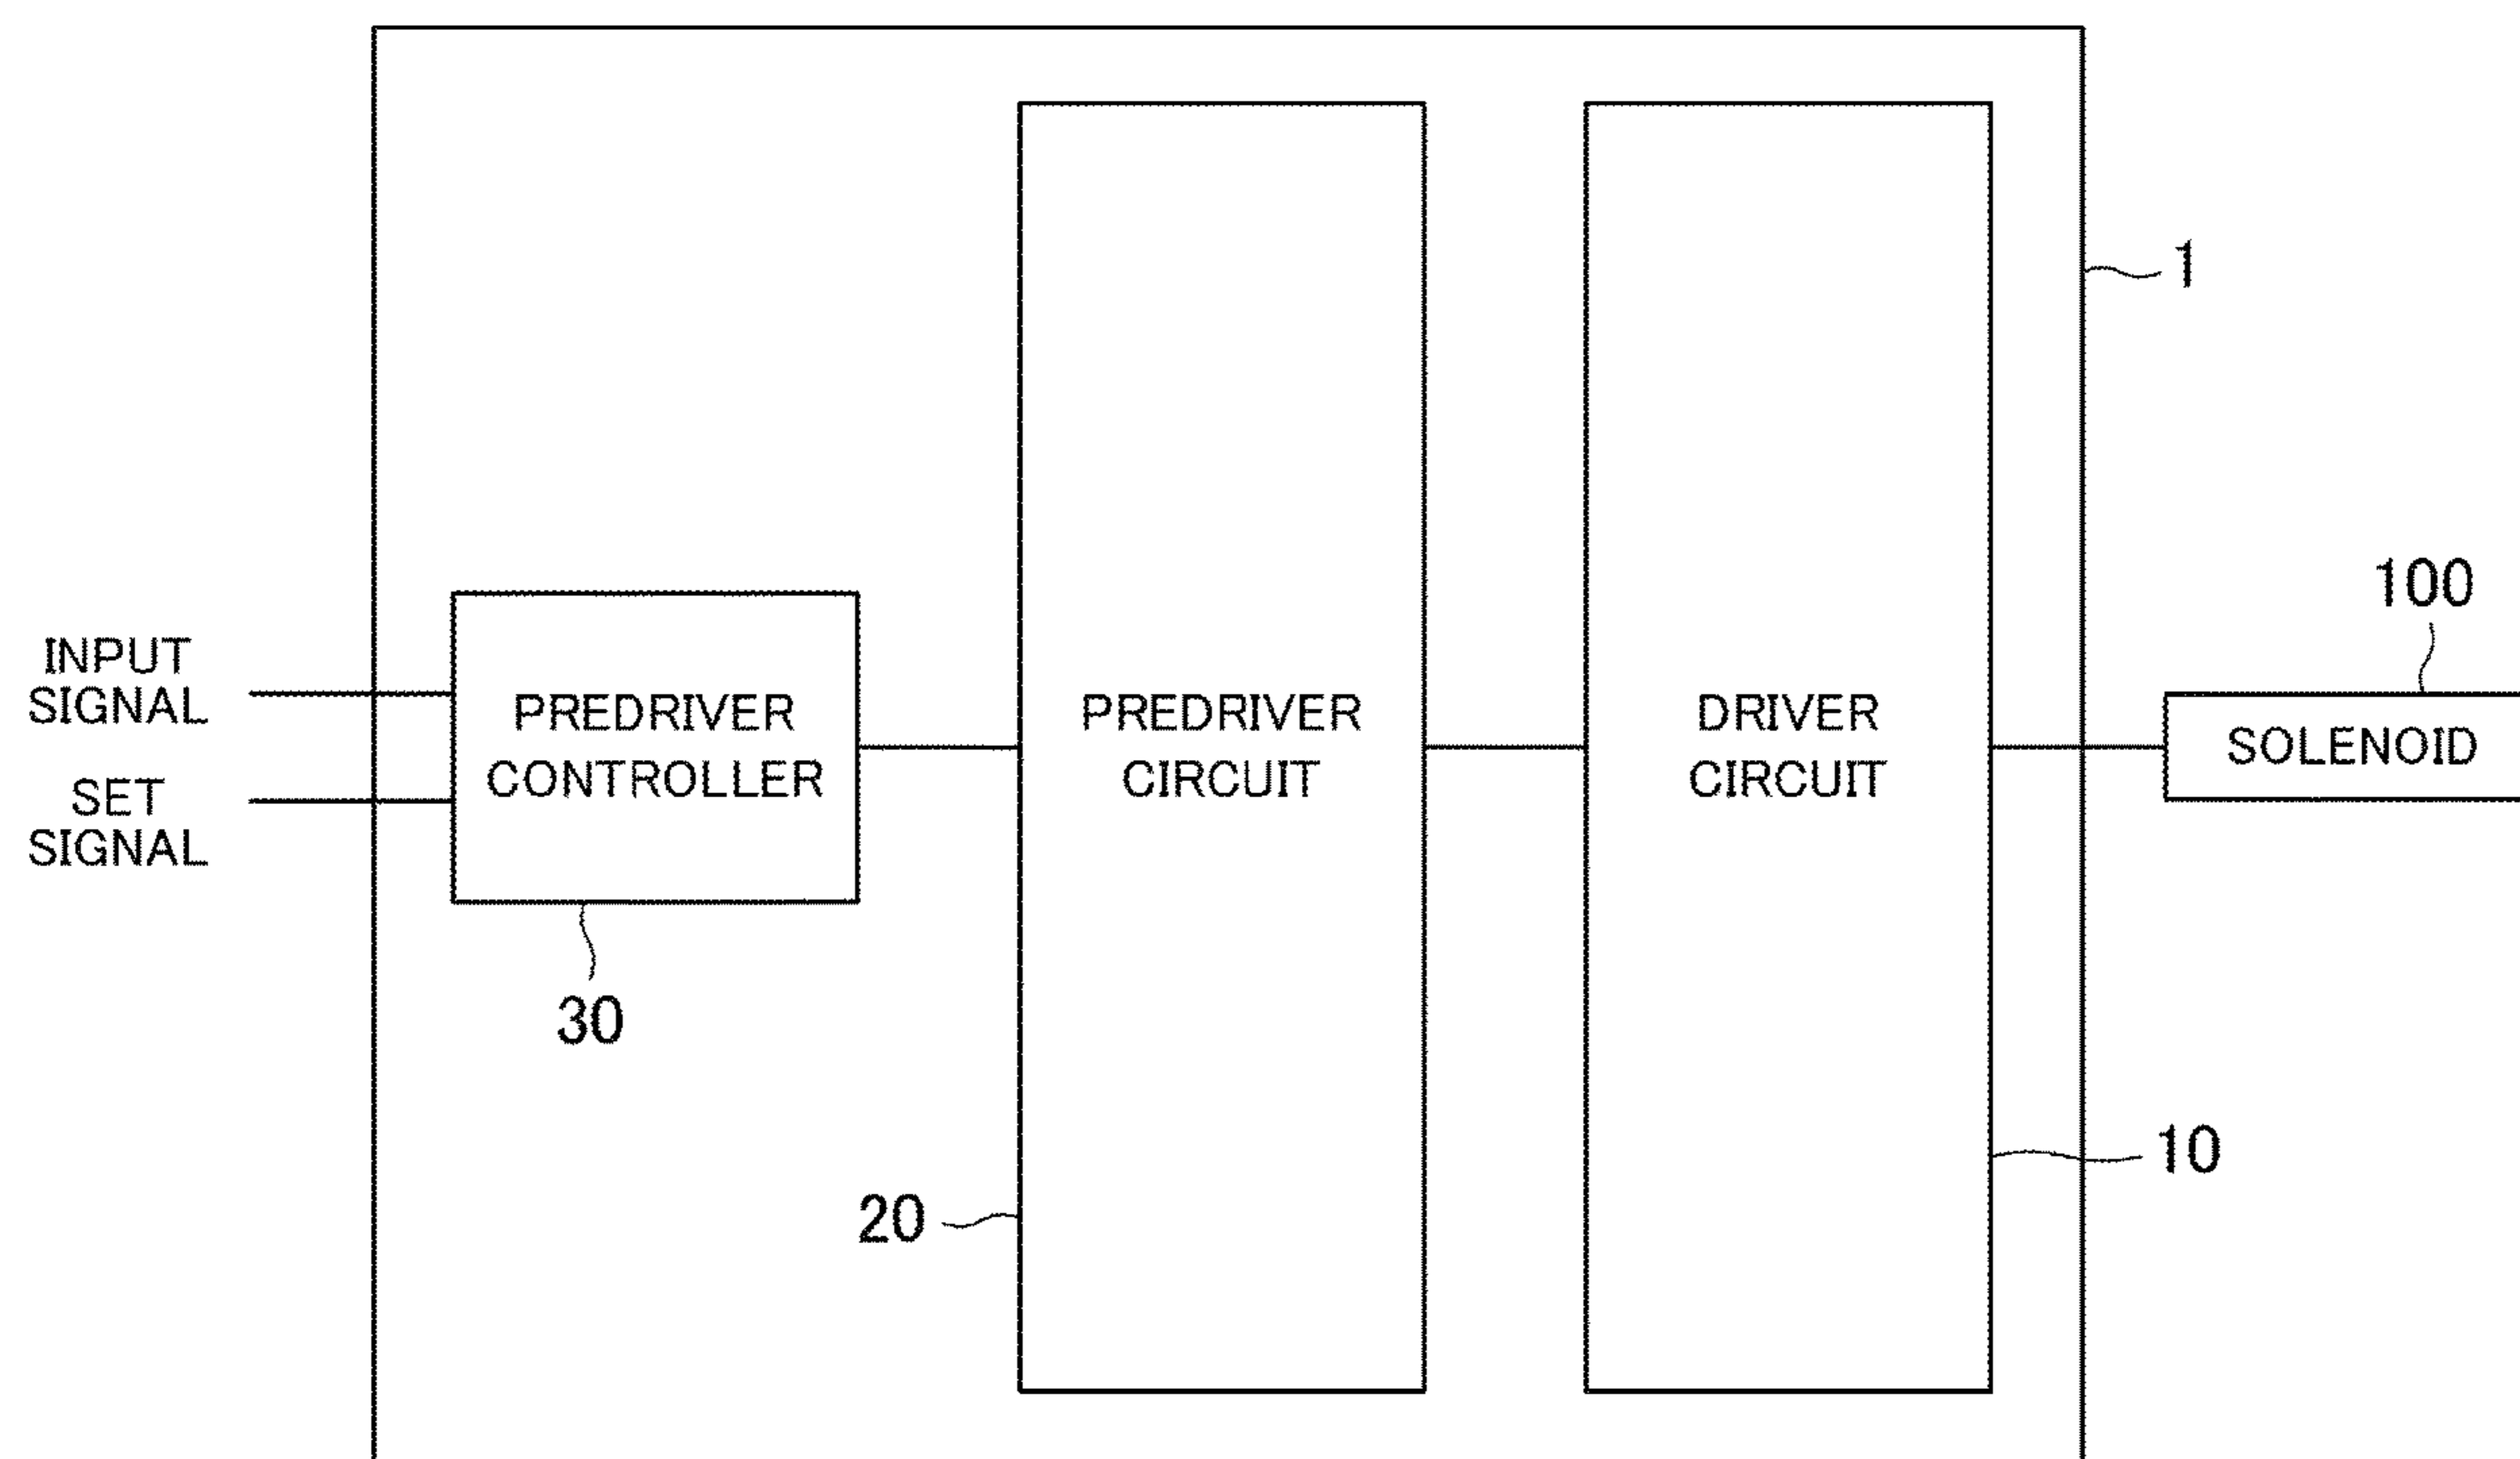 1
100
INPUT
SIGNAL
SET
SIGNAL
PREDRIVER
CONTROLLER
PREDRIVER
CIRCUIT
DRIVER
CIRCUIT
SOLENOID
30
10
20